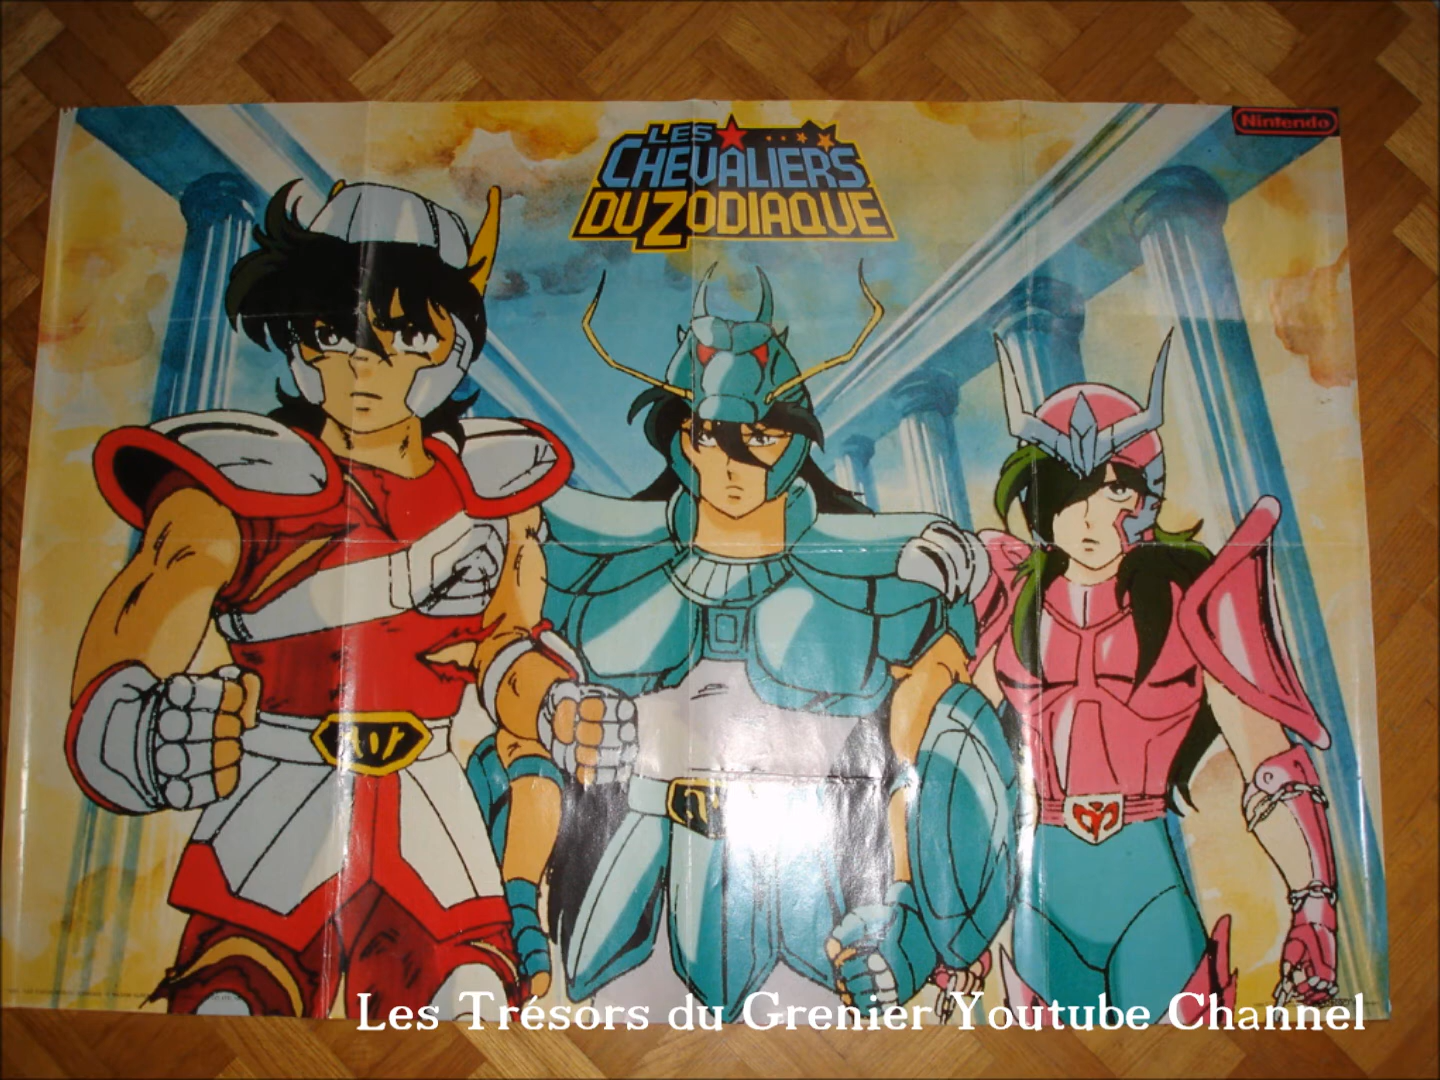 LES
CHEVALIERS
DU ZODIAQUE
Nintendo
Les Trésors du Grenier Youtube Channel